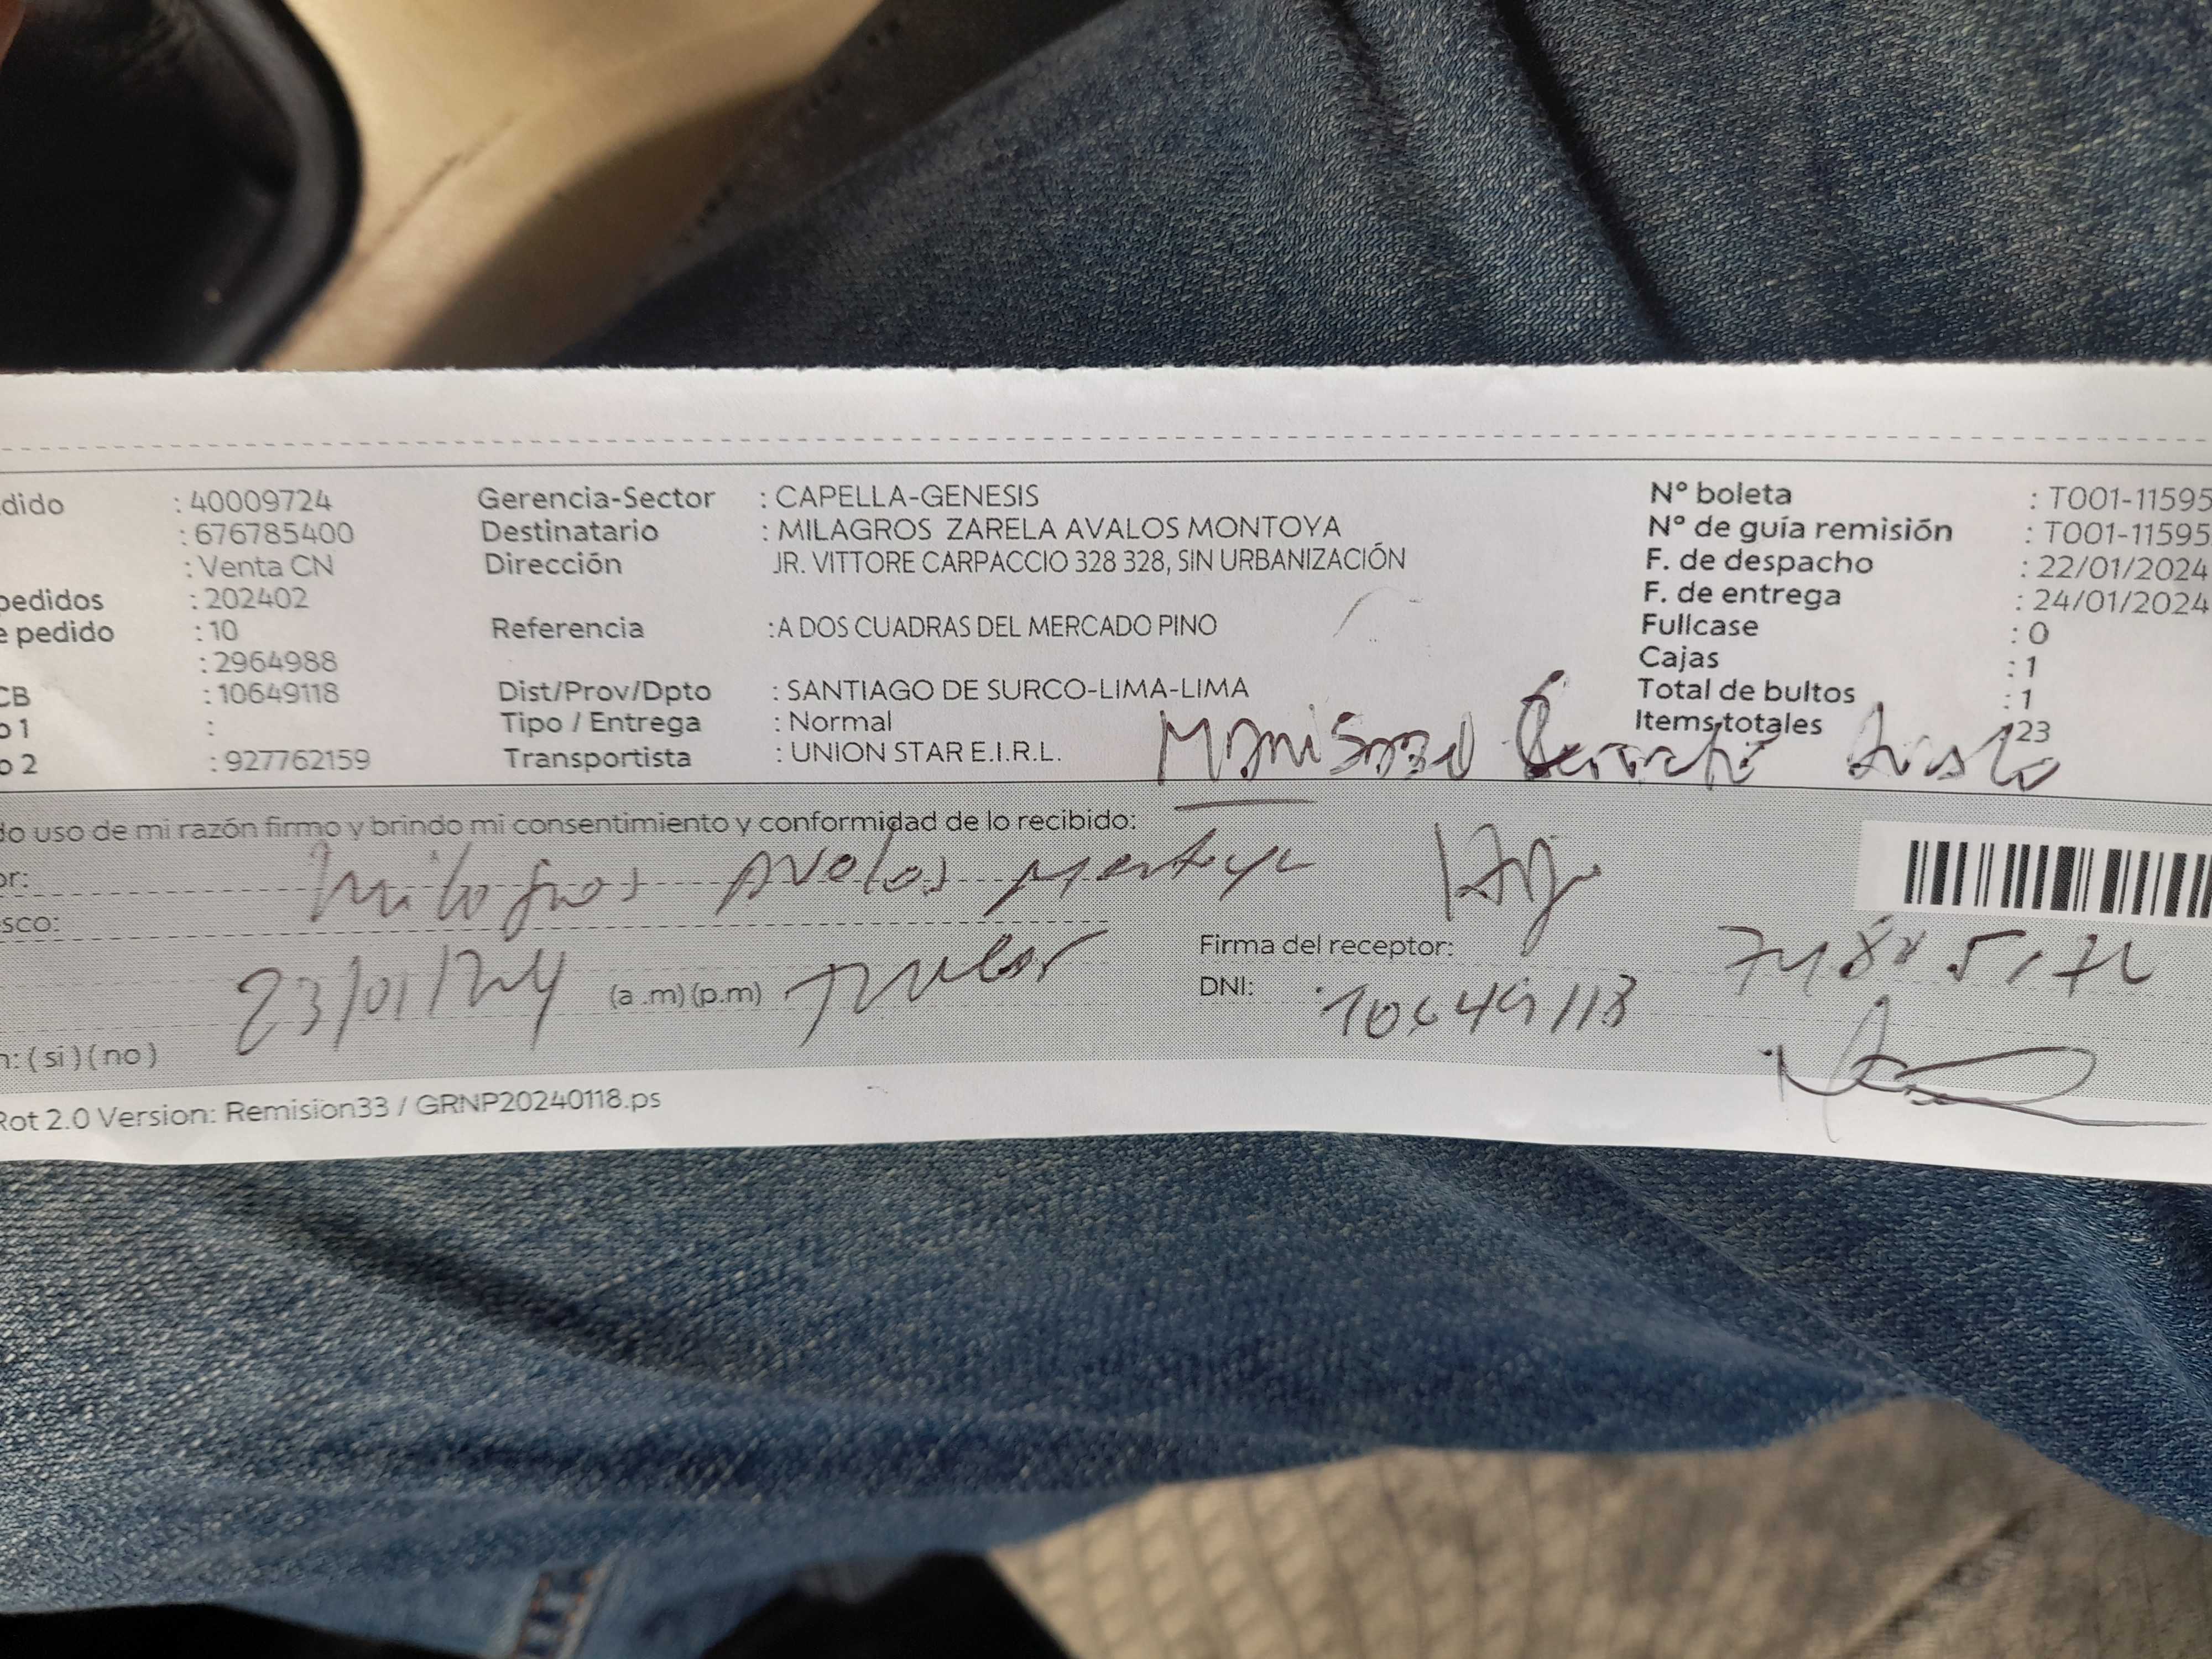 dido : 40009724 Gerencia-Sector : CAPELLA-GENESIS Nº boleta : T001-11595
: 676785400 Destinatario : MILAGROS ZARELA AVALOS MONTOYA Nº de guía remisión : T001-11595
: Venta CN Dirección JR. VITTORE CARPACCIO 328 328, SIN URBANIZACIÓN F. de despacho : 22/01/2024
pedidos : 202402 F. de entrega : 24/01/2024
e pedido : 10 Referencia : A DOS CUADRAS DEL MERCADO PINO Fullcase : 0
: 2964988 Cajas : 1
CB : 10649118 Dist/Prov/Dpto : SANTIAGO DE SURCO-LIMA-LIMA Total de bultos : 1
o 1 : Tipo / Entrega : Normal Items totales : 23
o 2 : 927762159 Transportista : UNION STAR E.I.R.L.
do uso de mi razón firmo y brindo mi consentimiento y conformidad de lo recibido:
or: Milagros Avalos Montoya
sco:
Firma del receptor:
23/01/24 (a .m) (p.m) DNI: 10649118
n: ( si ) ( no )
Rot 2.0 Version: Remision33 / GRNP20240118.ps